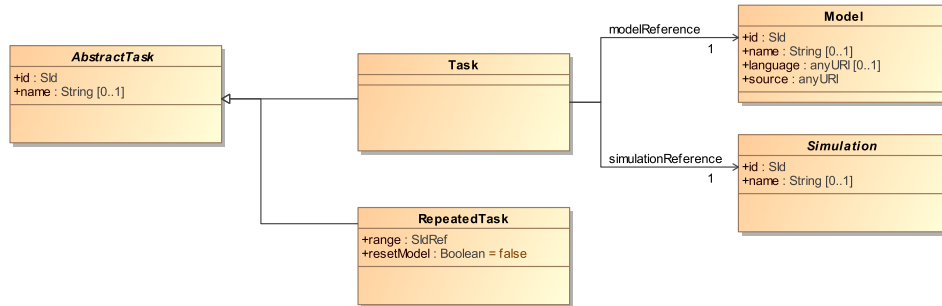 AbstractTask
+id : SId
+name : String [0..1]
Task
modelReference
1
Model
+id : SId
+name : String [0..1]
+language : anyURI [0..1]
+source : anyURI
simulationReference
1
Simulation
+id : SId
+name : String [0..1]
RepeatedTask
+range : SIdRef
+resetModel : Boolean = false